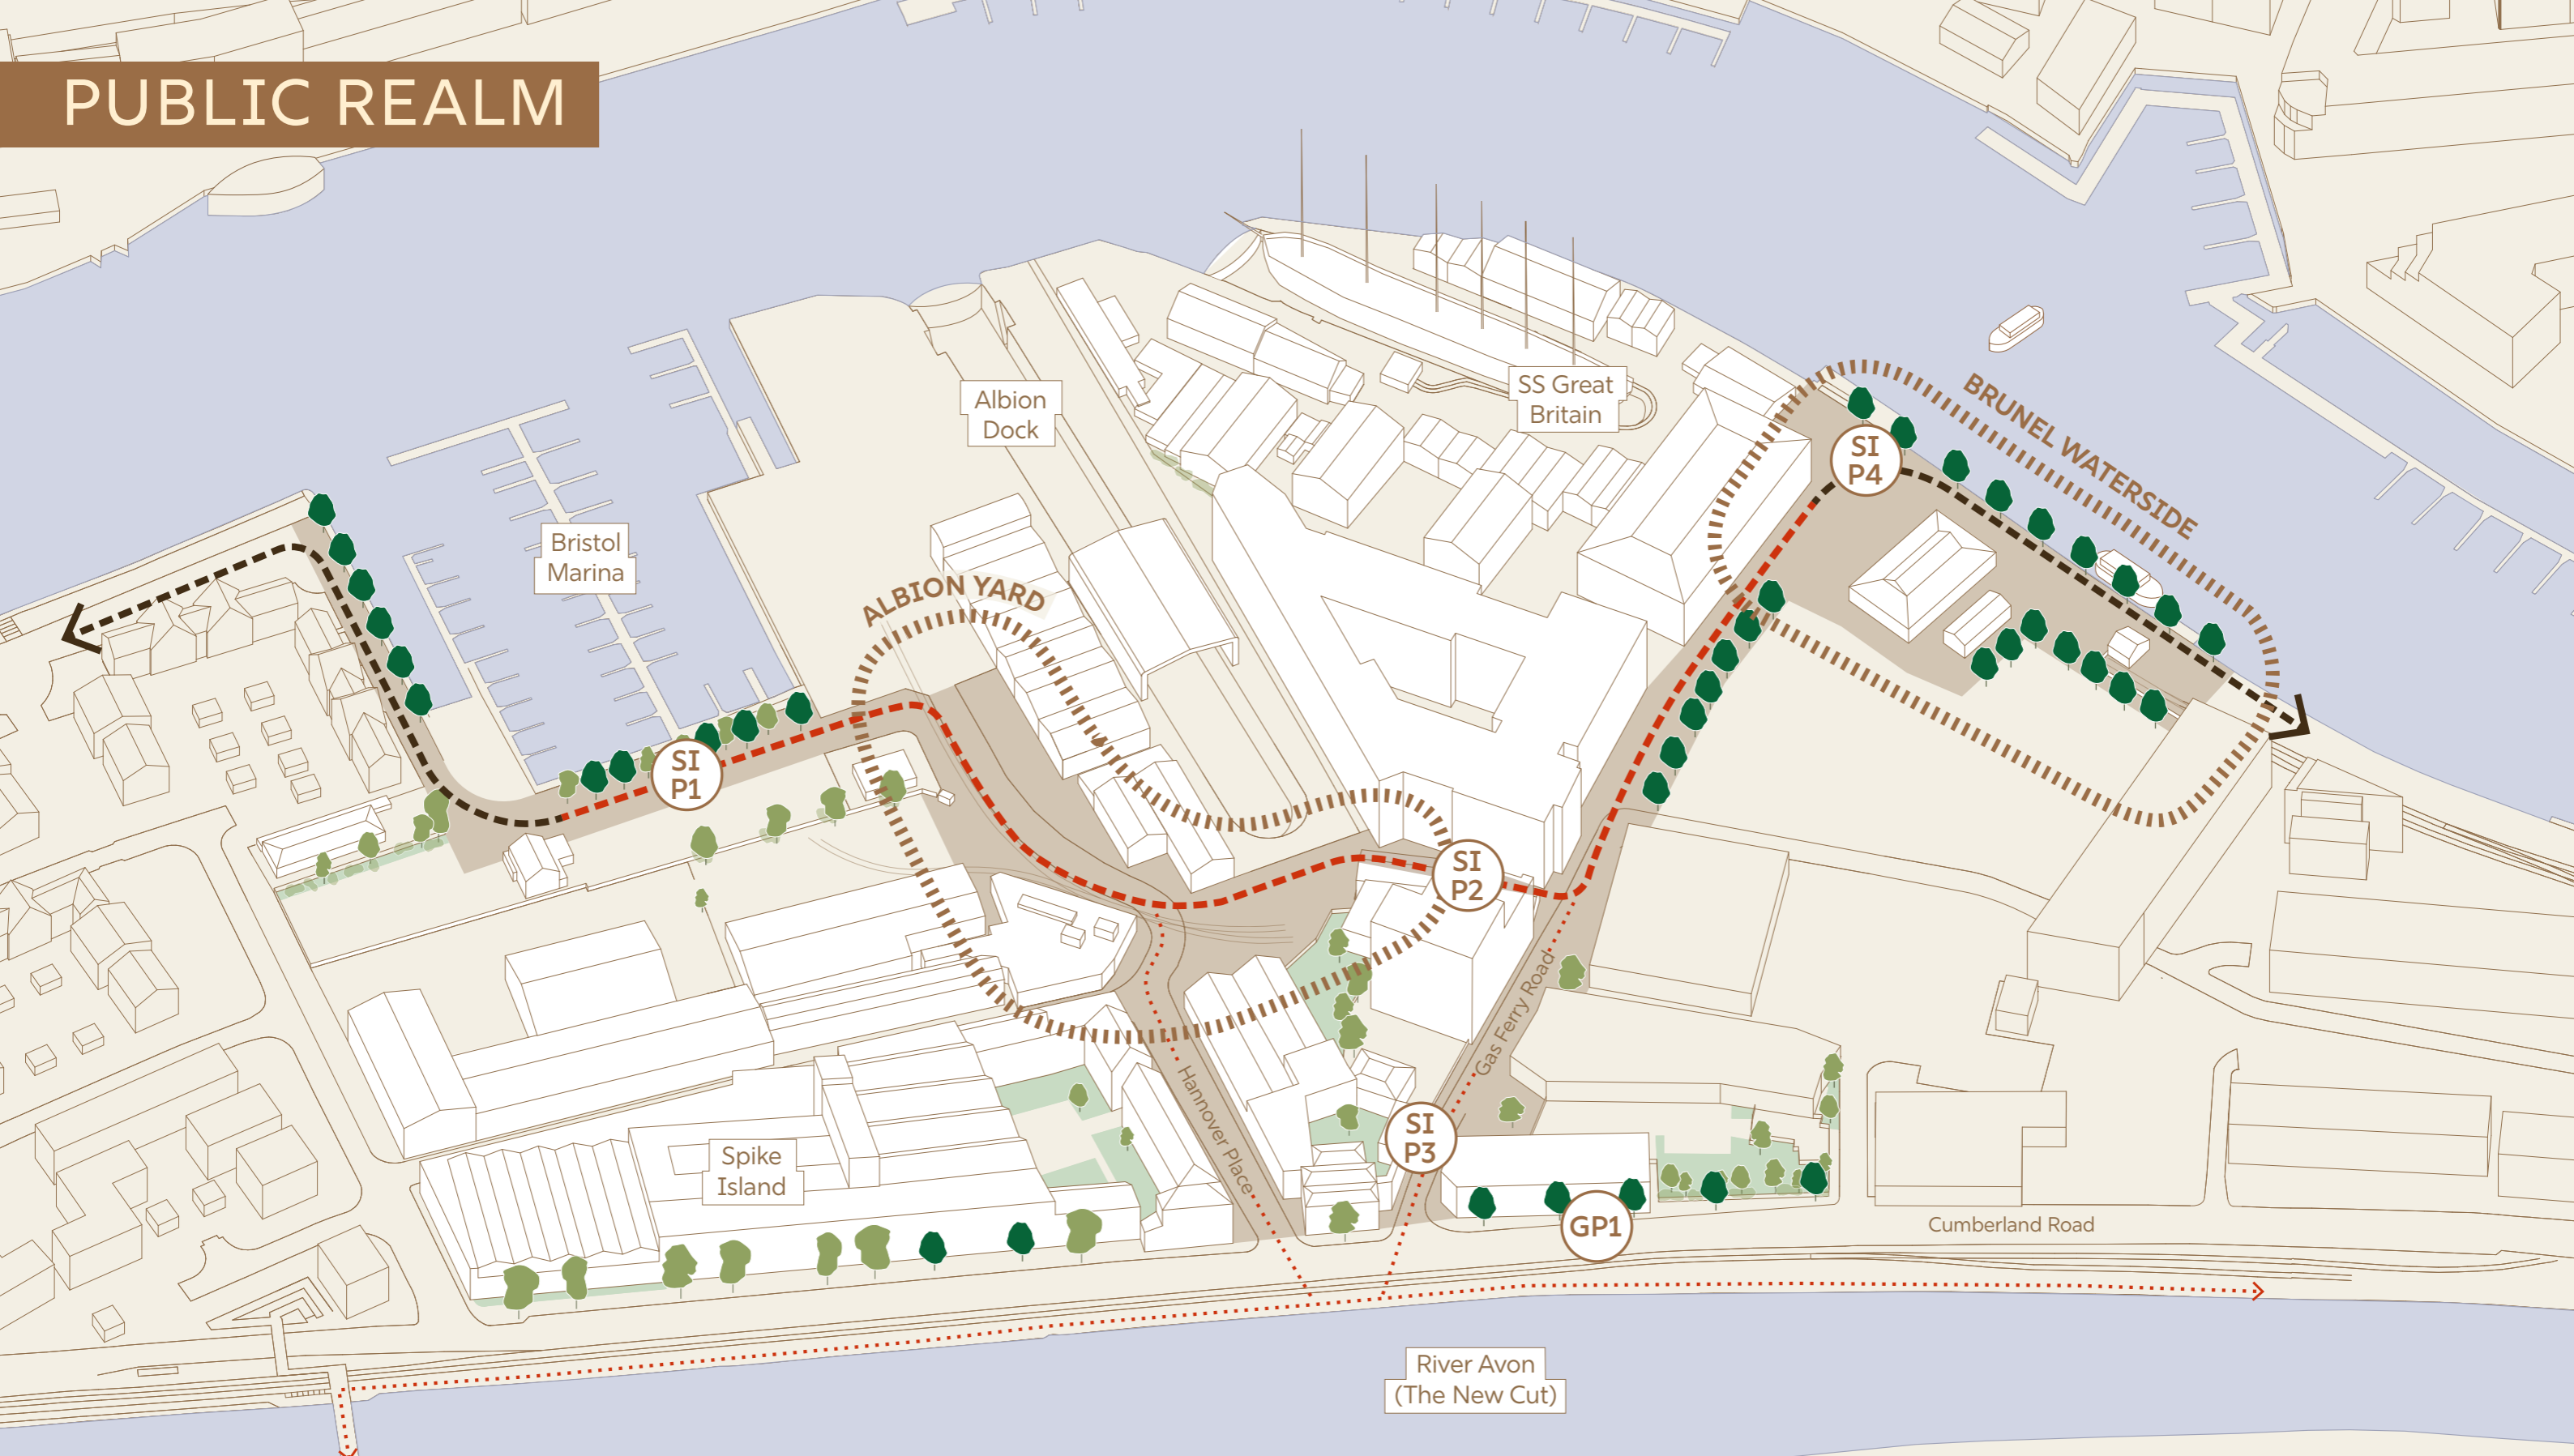 PUBLIC REALM
SS Great
Britain
Albion
Dock
BRUNEL WATERSIDE
SI
P4
Bristol
Marina
ALBION YARD
SI
P1
SI
P2
Gas Ferry Road
Hannover Place
SI
P3
Spike
Island
GP1
Cumberland Road
River Avon
(The New Cut)